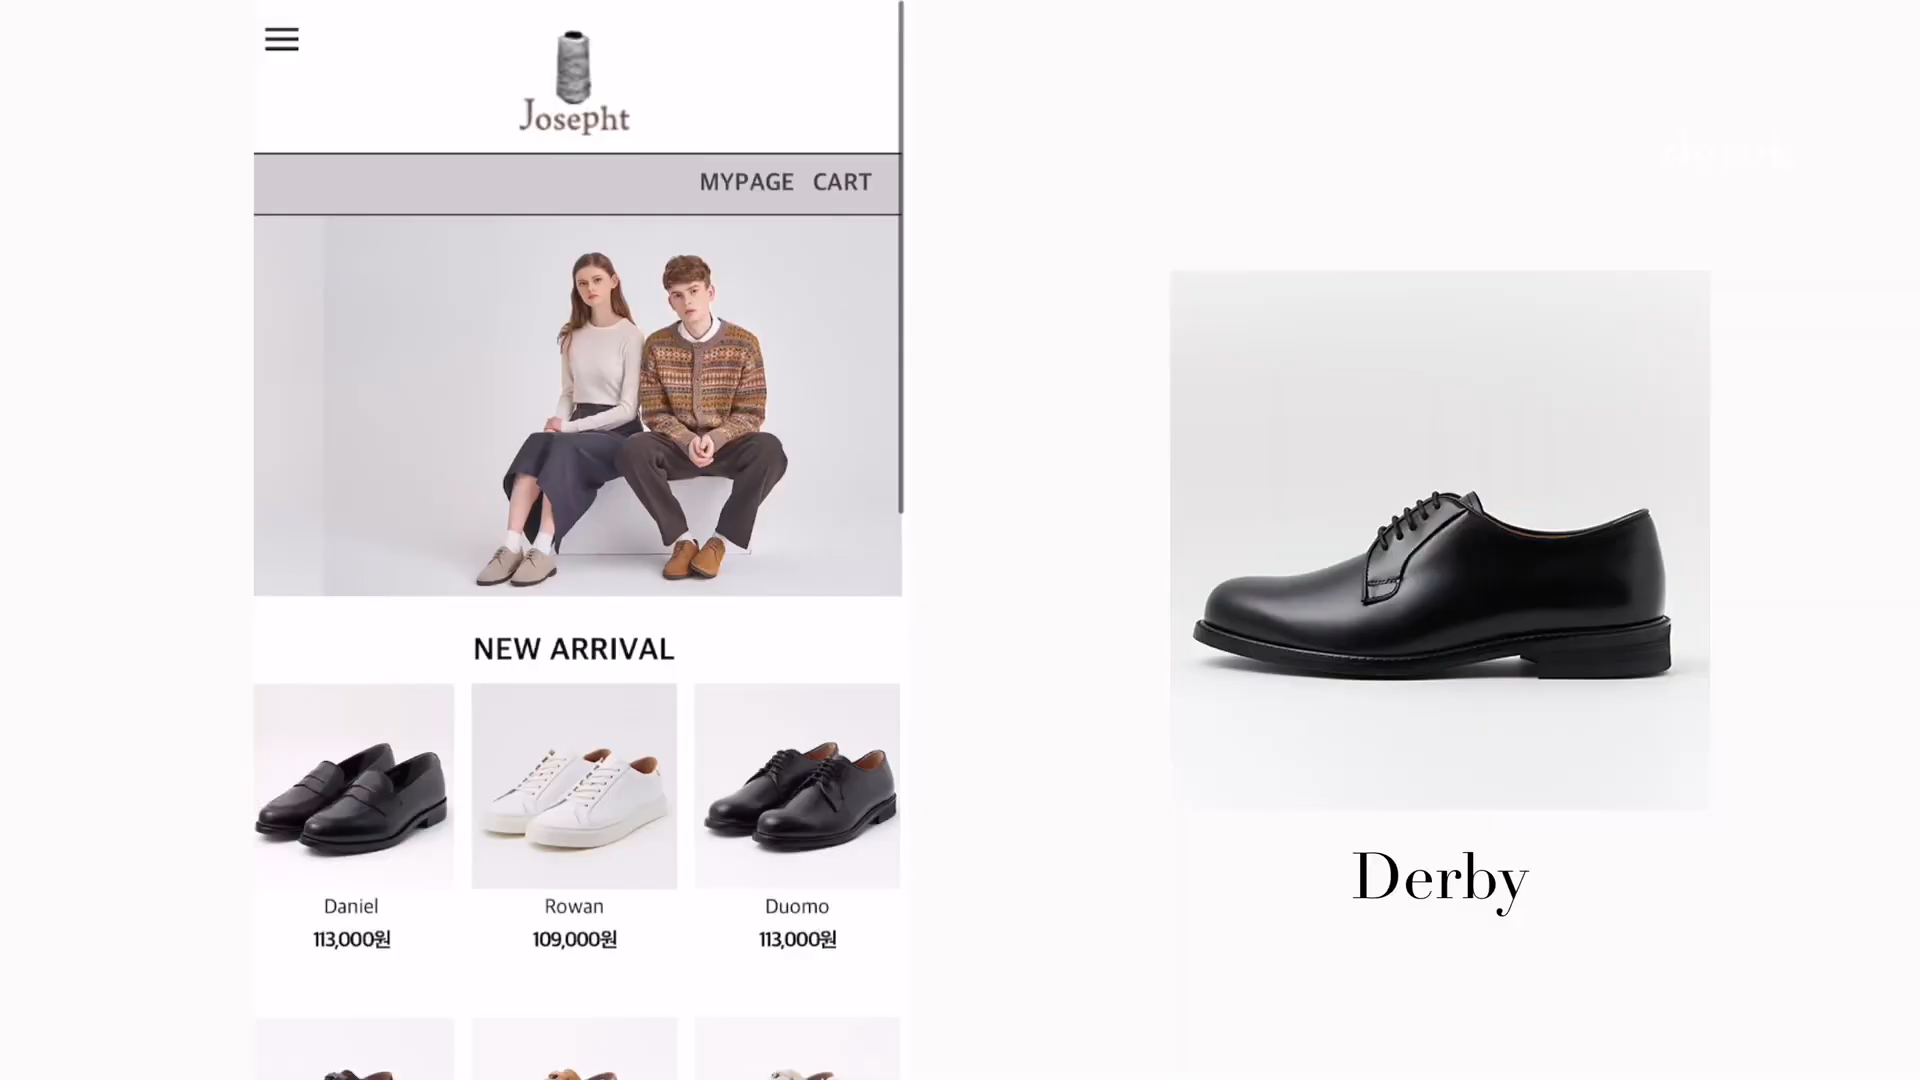 Josepht
MYPAGE CART
NEW ARRIVAL
Daniel
113,000원
Rowan
109,000원
Duomo
113,000원
Derby